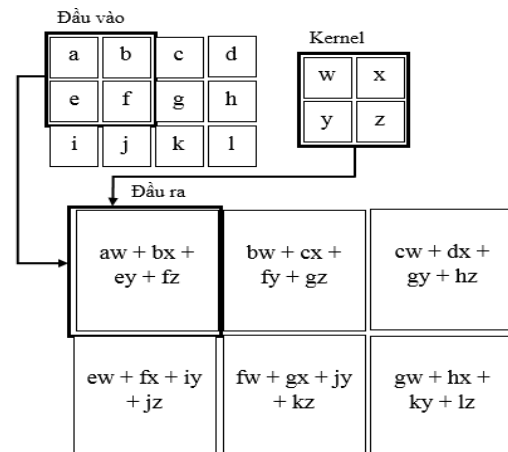 Đầu vào
a b c d
e f g h
i j k l
Kernel
w x
y z
Đầu ra
aw + bx +
ey + fz
bw + cx +
fy + gz
cw + dx +
gy + hz
ew + fx + iy
+ jz
fw + gx + jy
+ kz
gw + hx +
ky + lz